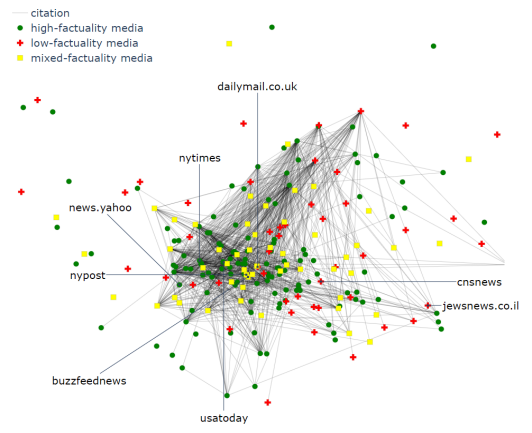 citation
high-factuality media
low-factuality media
mixed-factuality media
dailymail.co.uk
nytimes
news.yahoo
nypost
cnsnews
jewsnews.co.il
buzzfeednews
usatoday